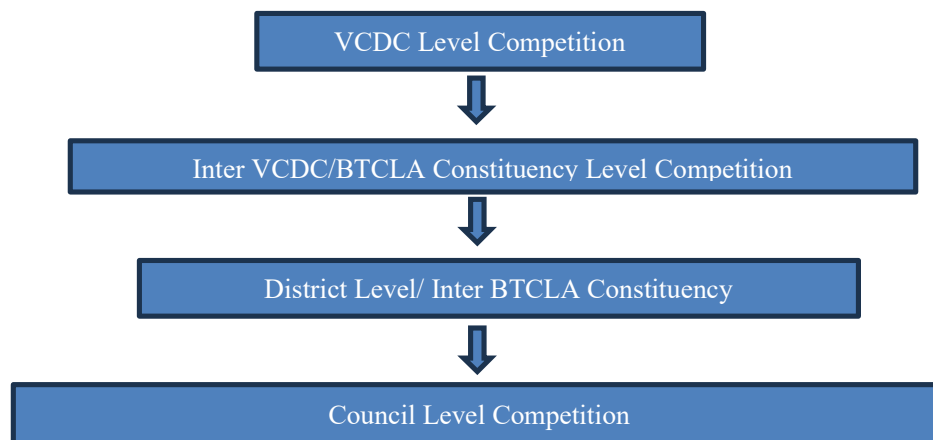 VCDC Level Competition
Inter VCDC/BTCLA Constituency Level Competition
District Level/ Inter BTCLA Constituency
Council Level Competition